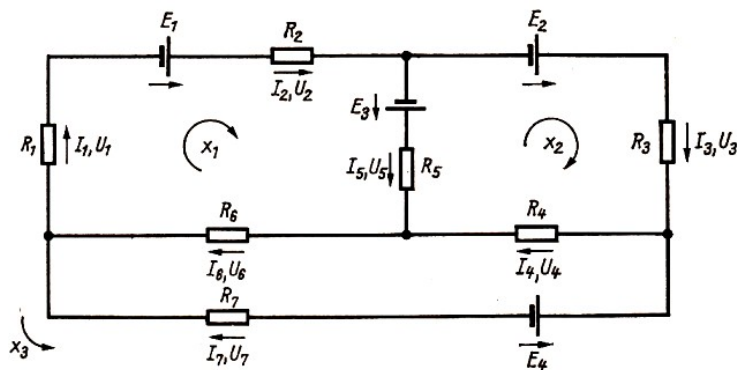 E₁
R₂
E₂
I₂,U₂
E₃
R₁
I₁,U₁
x₁
x₂
R₃
I₃,U₃
I₅,U₅
R₅
R₆
R₄
I₆,U₆
I₄,U₄
R₇
x₃
I₇,U₇
E₄